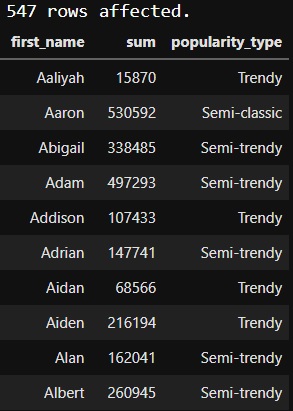 547 rows affected.
first_name sum popularity_type
Aaliyah 15870 Trendy
Aaron 530592 Semi-classic
Abigail 338485 Semi-trendy
Adam 497293 Semi-trendy
Addison 107433 Trendy
Adrian 147741 Semi-trendy
Aidan 68566 Trendy
Aiden 216194 Trendy
Alan 162041 Semi-trendy
Albert 260945 Semi-trendy